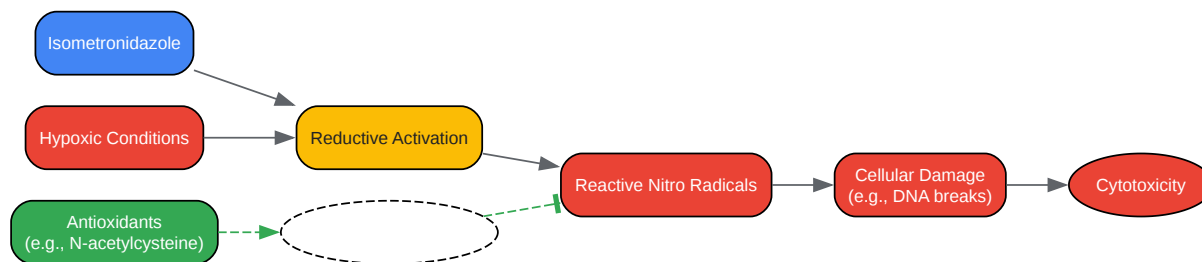 Isometronidazole
Hypoxic Conditions
Reductive Activation
Antioxidants
(e.g., N-acetylcysteine)
Reactive Nitro Radicals
Cellular Damage
(e.g., DNA breaks)
Cytotoxicity